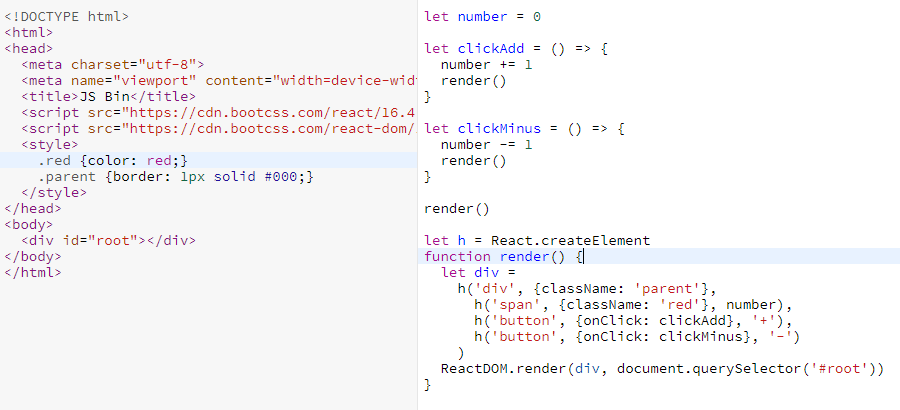 <!DOCTYPE html>
<html>
<head>
  <meta charset="utf-8">
  <meta name="viewport" content="width=device-wid
  <title>JS Bin</title>
  <script src="https://cdn.bootcss.com/react/16.4
  <script src="https://cdn.bootcss.com/react-dom/
  <style>
    .red {color: red;}
    .parent {border: 1px solid #000;}
  </style>
</head>
<body>
  <div id="root"></div>
</body>
</html>
let number = 0
let clickAdd = () => {
  number += 1
  render()
}
let clickMinus = () => {
  number -= 1
  render()
}
render()
let h = React.createElement
function render() {
  let div =
    h('div', {className: 'parent'},
      h('span', {className: 'red'}, number),
      h('button', {onClick: clickAdd}, '+'),
      h('button', {onClick: clickMinus}, '-')
    )
  ReactDOM.render(div, document.querySelector('#root'))
}